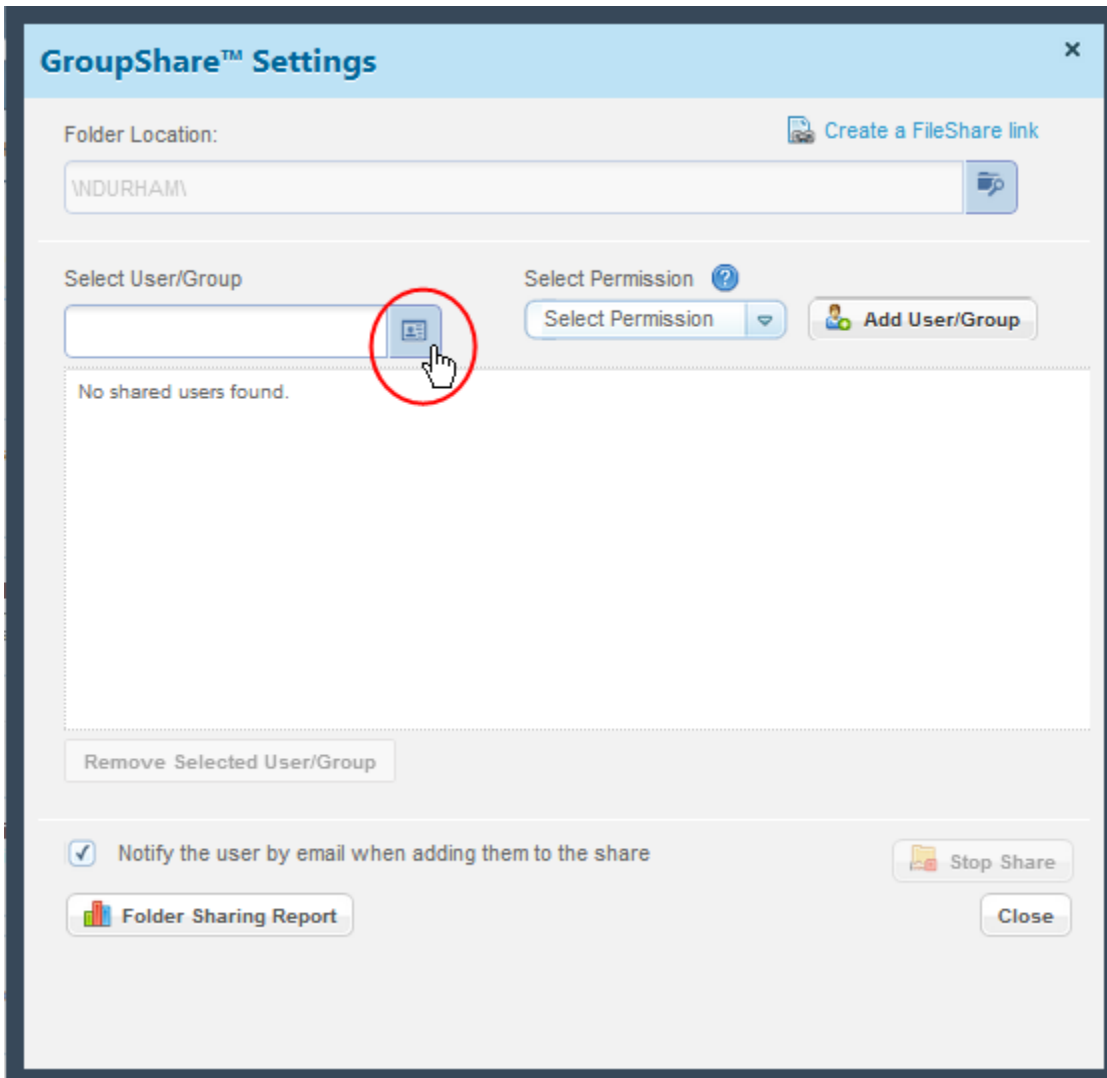 GroupShare™ Settings
×
Folder Location:
Create a FileShare link
\NDURHAM\
Select User/Group
Select Permission ?
Select Permission
Add User/Group
No shared users found.
Remove Selected User/Group
Notify the user by email when adding them to the share
Stop Share
Folder Sharing Report
Close